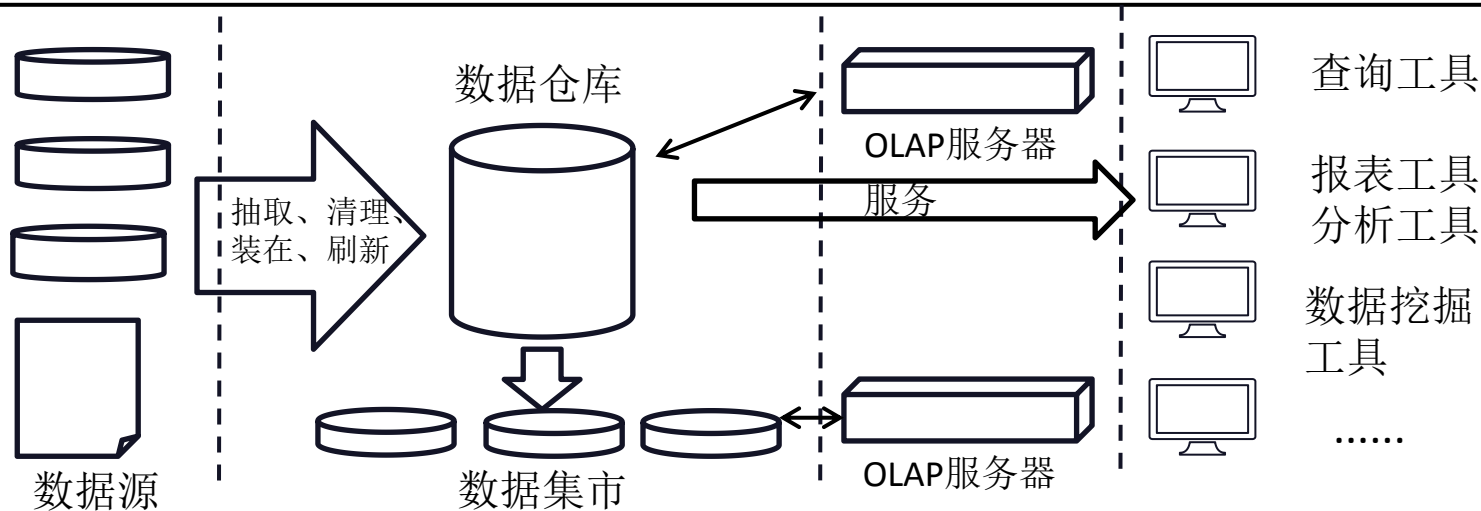 数据仓库
查询工具
OLAP服务器
服务
报表工具
分析工具
抽取、清理、
装在、刷新
数据挖掘
工具
......
数据源
数据集市
OLAP服务器